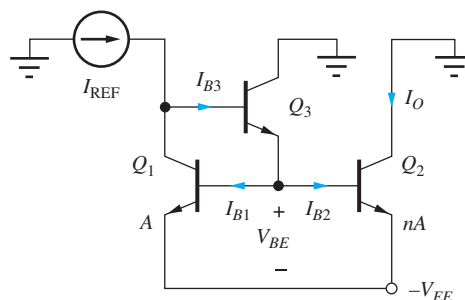 I_REF
I_B3
Q_3
I_O
Q_1
Q_2
A
I_B1
+
V_BE
–
I_B2
nA
–V_EE